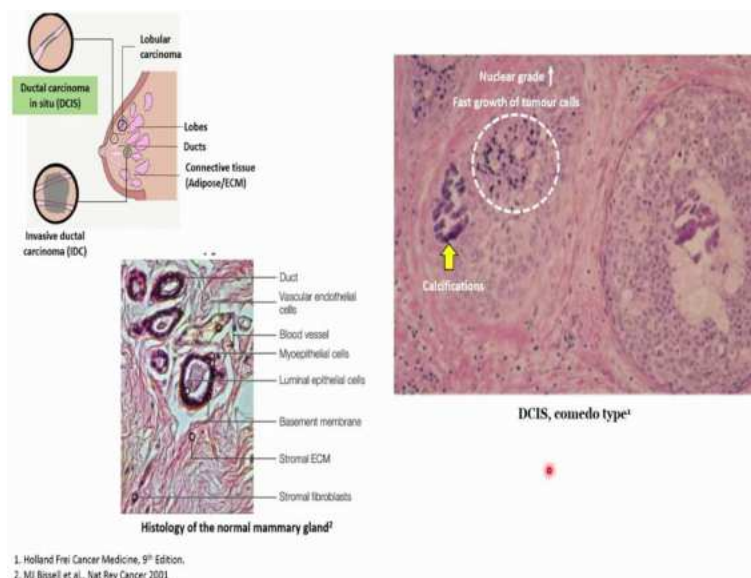 Lobular
carcinoma
Ductal carcinoma
in situ (DCIS)
Lobes
Ducts
Connective tissue
(Adipose/ECM)
Invasive ductal
carcinoma (IDC)
Duct
Vascular endothelial
cells
Blood vessel
Myoepithelial cells
Luminal epithelial cells
Basement membrane
Stromal ECM
Stromal fibroblasts
Histology of the normal mammary gland²
Nuclear grade
Fast growth of tumour cells
Calcifications
DCIS, comedo type¹
1. Holland Frei Cancer Medicine, 9th Edition.
2. MJ Bissell et al., Nat Rev Cancer 2001